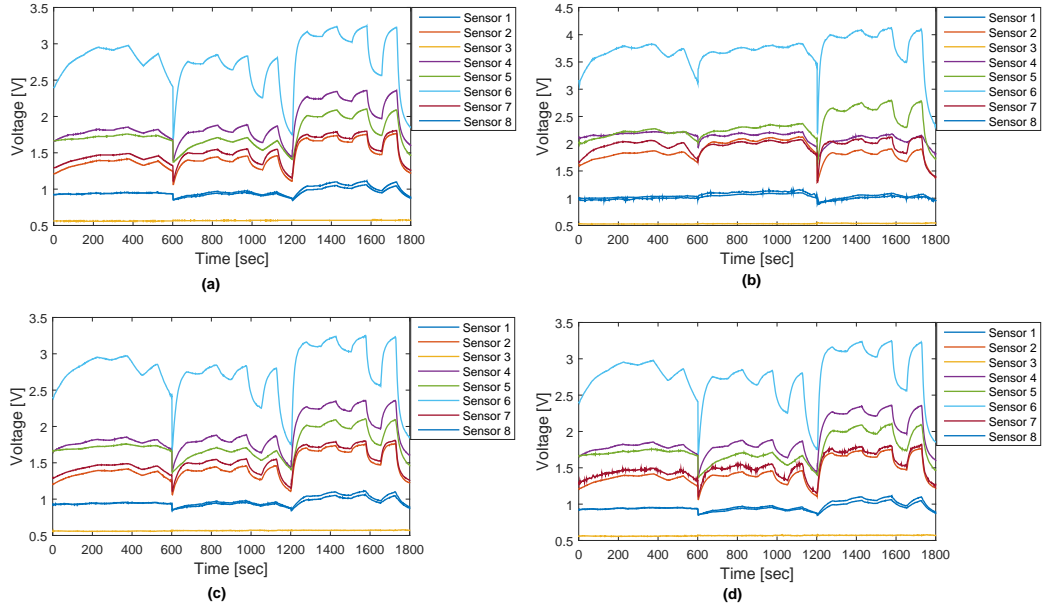 3.5
3
2.5
2
1.5
1
0.5
Voltage [V]
0 200 400 600 800 1000 1200 1400 1600 1800
Time [sec]
Sensor 1
Sensor 2
Sensor 3
Sensor 4
Sensor 5
Sensor 6
Sensor 7
Sensor 8
(a)
4.5
4
3.5
3
2.5
2
1.5
1
0.5
Voltage [V]
0 200 400 600 800 1000 1200 1400 1600 1800
Time [sec]
Sensor 1
Sensor 2
Sensor 3
Sensor 4
Sensor 5
Sensor 6
Sensor 7
Sensor 8
(b)
3.5
3
2.5
2
1.5
1
0.5
Voltage [V]
0 200 400 600 800 1000 1200 1400 1600 1800
Time [sec]
Sensor 1
Sensor 2
Sensor 3
Sensor 4
Sensor 5
Sensor 6
Sensor 7
Sensor 8
(c)
3.5
3
2.5
2
1.5
1
0.5
Voltage [V]
0 200 400 600 800 1000 1200 1400 1600 1800
Time [sec]
Sensor 1
Sensor 2
Sensor 3
Sensor 4
Sensor 5
Sensor 6
Sensor 7
Sensor 8
(d)